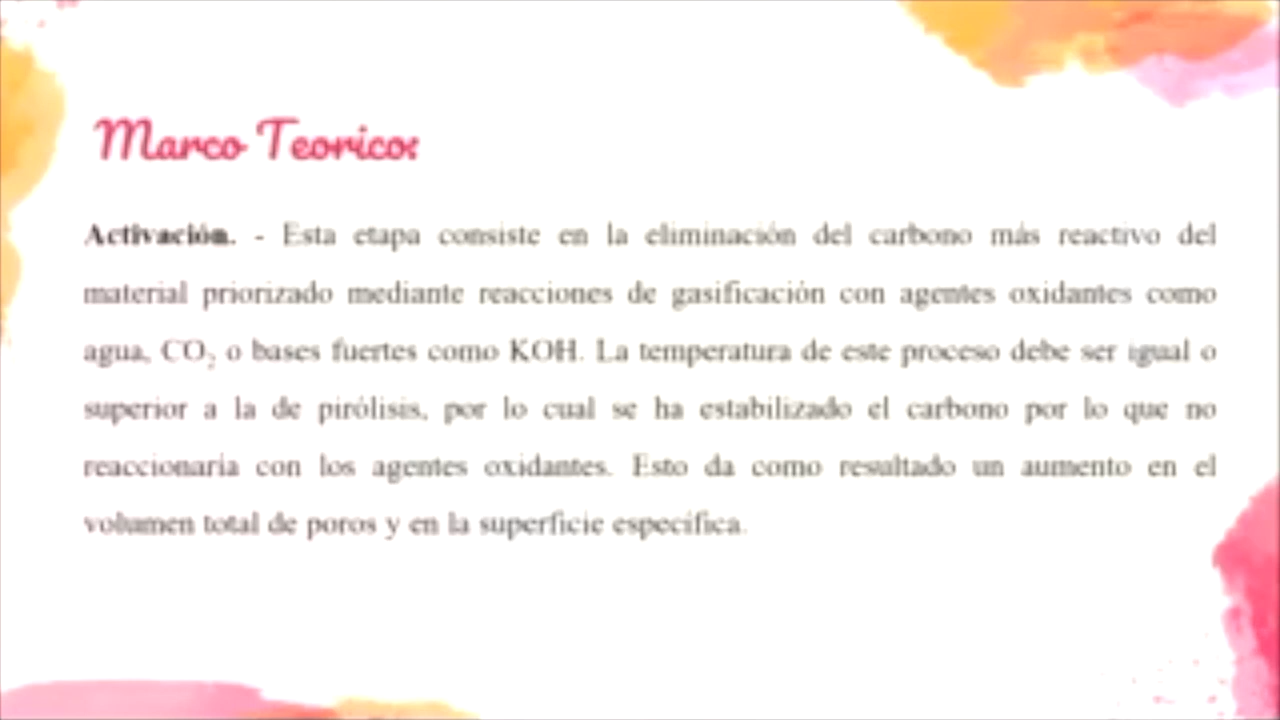 Marco Teorico:
Activación. - Esta etapa consiste en la eliminación del carbono más reactivo del
material priorizado mediante reacciones de gasificación con agentes oxidantes como
agua, CO₂ o bases fuertes como KOH. La temperatura de este proceso debe ser igual o
superior a la de pirólisis, por lo cual se ha estabilizado el carbono por lo que no
reaccionaria con los agentes oxidantes. Esto da como resultado un aumento en el
volumen total de poros y en la superficie específica.